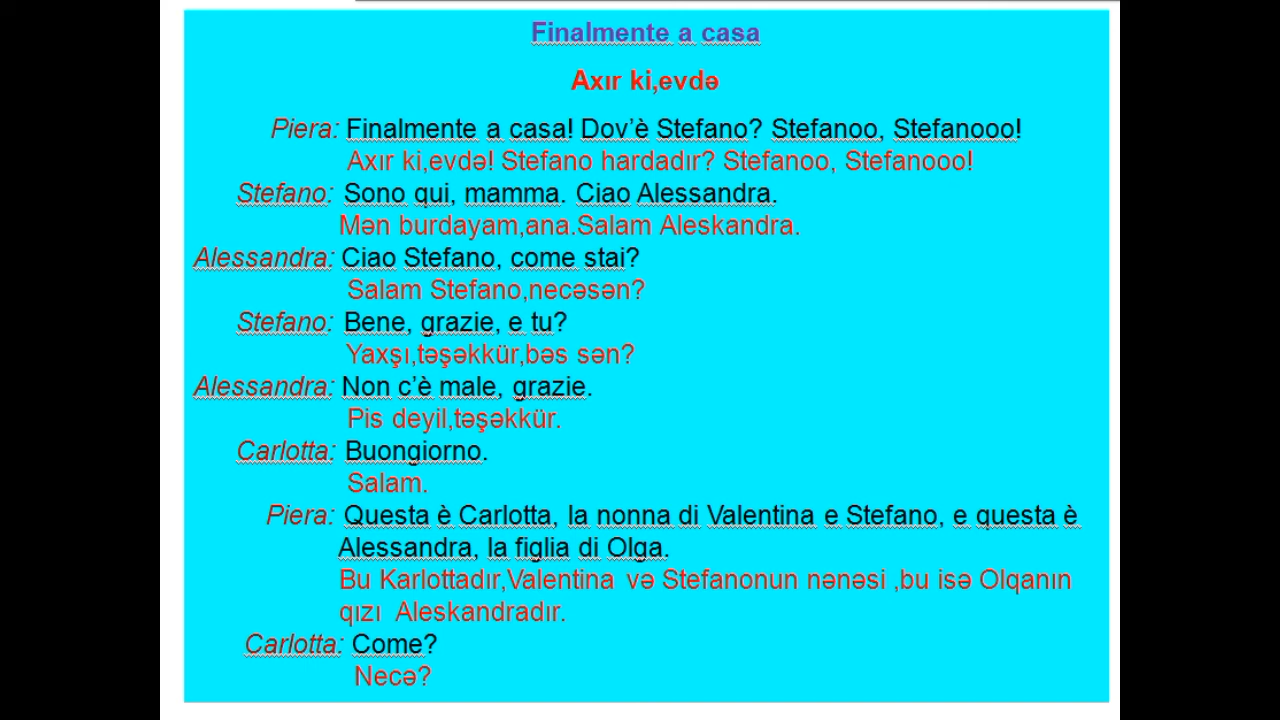 Finalmente a casa
Axır ki,evdə
Piera: Finalmente a casa! Dov'è Stefano? Stefanoo, Stefanooo!
Axır ki,evdə! Stefano hardadır? Stefanoo, Stefanooo!
Stefano: Sono qui, mamma. Ciao Alessandra.
Mən burdayam,ana.Salam Aleskandra.
Alessandra: Ciao Stefano, come stai?
Salam Stefano,necəsən?
Stefano: Bene, grazie, e tu?
Yaxşı,təşəkkür,bəs sən?
Alessandra: Non c'è male, grazie.
Pis deyil,təşəkkür.
Carlotta: Buongiorno.
Salam.
Piera: Questa è Carlotta, la nonna di Valentina e Stefano, e questa è
Alessandra, la figlia di Olga.
Bu Karlottadır,Valentina və Stefanonun nənəsi ,bu isə Olqanın
qızı Aleskandradır.
Carlotta: Come?
Necə?